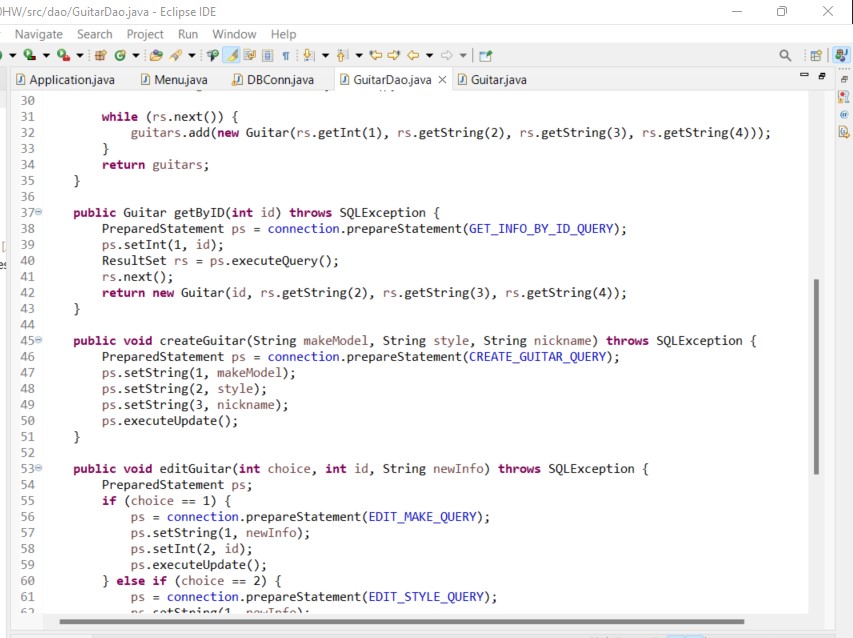 OHW/src/dao/GuitarDao.java - Eclipse IDE
Navigate Search Project Run Window Help
Application.java Menu.java DBConn.java GuitarDao.java Guitar.java
30
31 while (rs.next()) {
32 guitars.add(new Guitar(rs.getInt(1), rs.getString(2), rs.getString(3), rs.getString(4)));
33 }
34 return guitars;
35 }
36
37 public Guitar getByID(int id) throws SQLException {
38 PreparedStatement ps = connection.prepareStatement(GET_INFO_BY_ID_QUERY);
39 ps.setInt(1, id);
40 ResultSet rs = ps.executeQuery();
41 rs.next();
42 return new Guitar(id, rs.getString(2), rs.getString(3), rs.getString(4));
43 }
44
45 public void createGuitar(String makeModel, String style, String nickname) throws SQLException {
46 PreparedStatement ps = connection.prepareStatement(CREATE_GUITAR_QUERY);
47 ps.setString(1, makeModel);
48 ps.setString(2, style);
49 ps.setString(3, nickname);
50 ps.executeUpdate();
51 }
52
53 public void editGuitar(int choice, int id, String newInfo) throws SQLException {
54 PreparedStatement ps;
55 if (choice == 1) {
56 ps = connection.prepareStatement(EDIT_MAKE_QUERY);
57 ps.setString(1, newInfo);
58 ps.setInt(2, id);
59 ps.executeUpdate();
60 } else if (choice == 2) {
61 ps = connection.prepareStatement(EDIT_STYLE_QUERY);
62 ps.setString(1, newInfo);